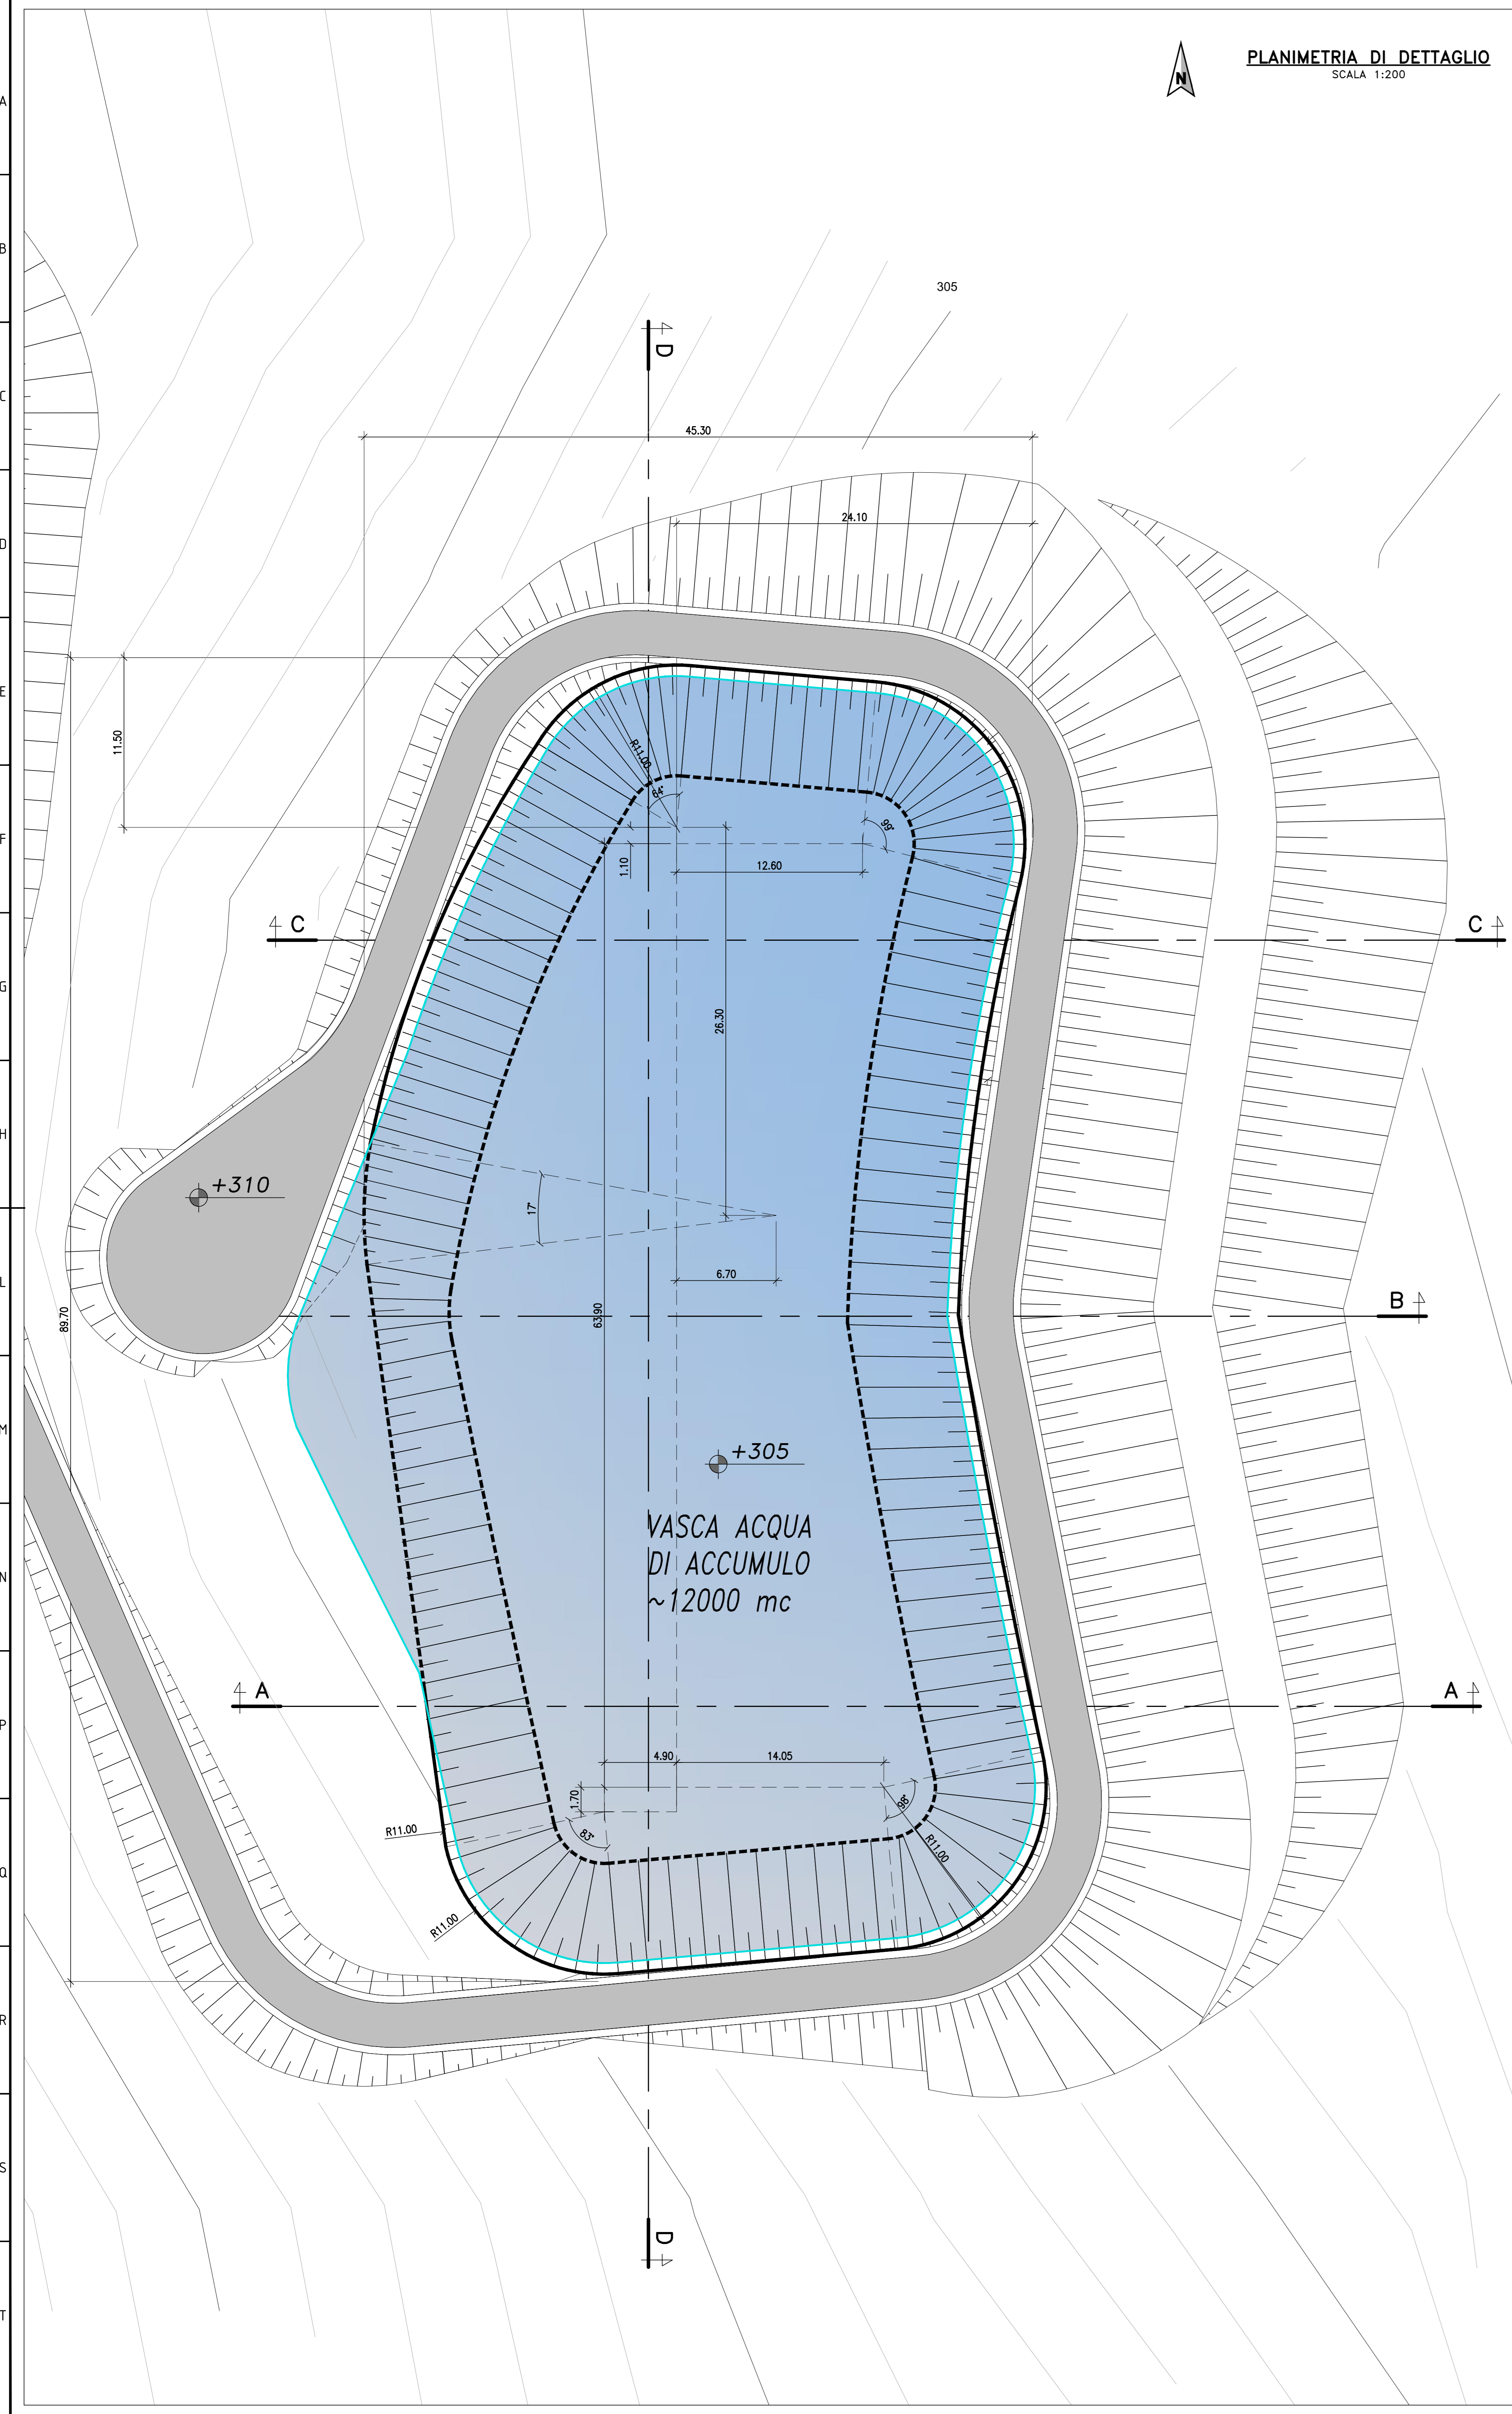 PLANIMETRIA DI DETTAGLIO
SCALA 1:200
N
A
B
C
D
E
F
G
H
L
M
N
P
Q
R
S
T
305
D
45.30
24.10
11.50
R11.00
64°
99°
1.10
12.60
C
C
26.30
+310
17°
6.70
89.70
63.90
B
+305
VASCA ACQUA
DI ACCUMULO
~12000 mc
A
A
4.90
14.05
1.70
98°
83°
R11.00
R11.00
R11.00
D